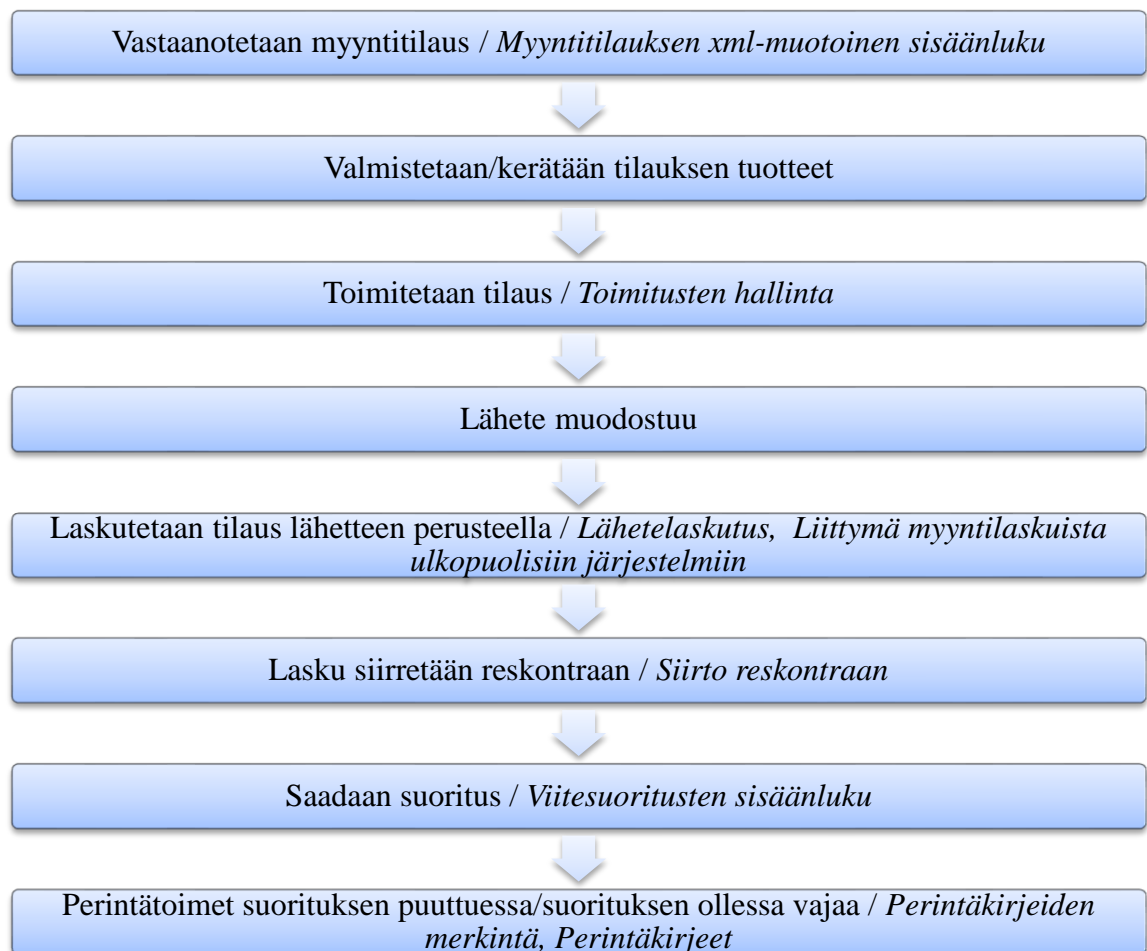 Vastaanotetaan myyntitilaus / Myyntitilauksen xml-muotoinen sisäänluku
Valmistetaan/kerätään tilauksen tuotteet
Toimitetaan tilaus / Toimitusten hallinta
Lähete muodostuu
Laskutetaan tilaus lähetteen perusteella / Lähetelaskutus, Liittymä myyntilaskuista
ulkopuolisiin järjestelmiin
Lasku siirretään reskontraan / Siirto reskontraan
Saadaan suoritus / Viitesuoritusten sisäänluku
Perintätoimet suorituksen puuttuessa/suorituksen ollessa vajaa / Perintäkirjeiden
merkintä, Perintäkirjeet